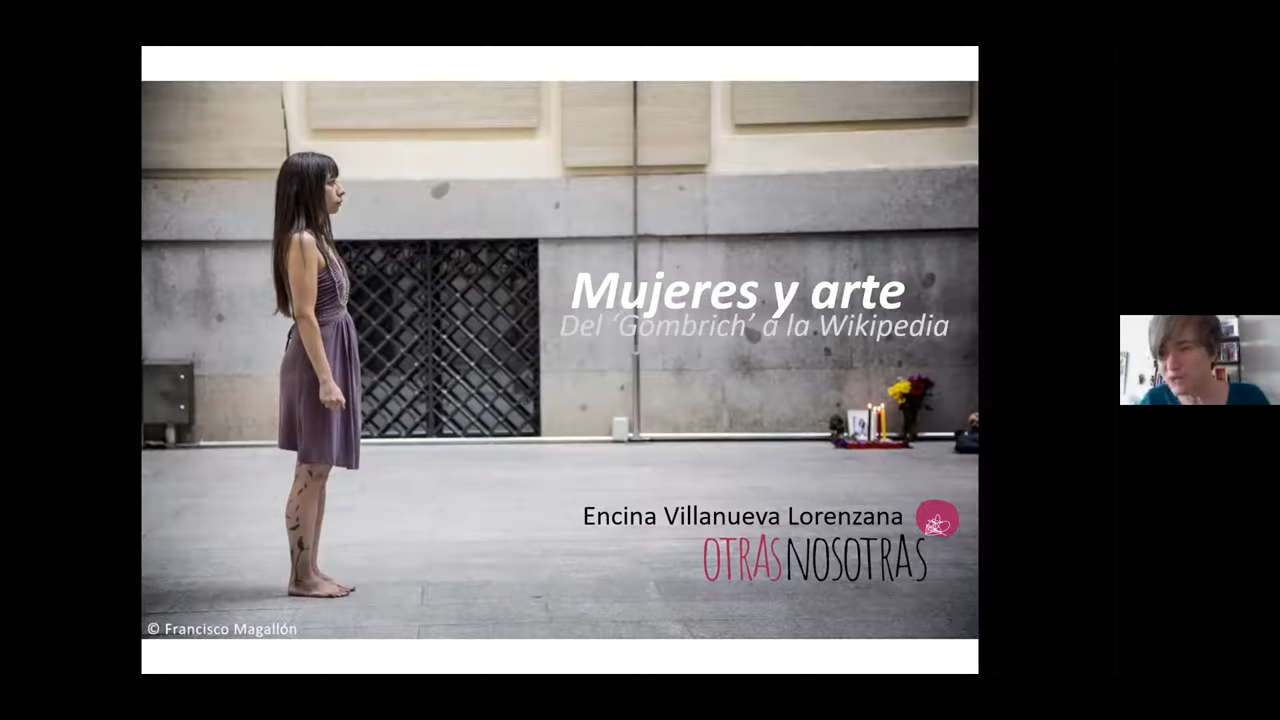 Mujeres y arte
Del ‘Gombrich’ a la Wikipedia
Encina Villanueva Lorenzana
OTRASNOSOTRAS
© Francisco Magallón